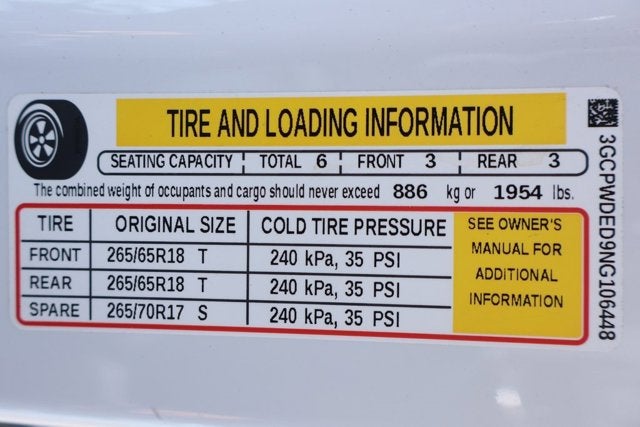 TIRE AND LOADING INFORMATION
SEATING CAPACITY TOTAL 6 FRONT 3 REAR 3
The combined weight of occupants and cargo should never exceed 886 kg or 1954 lbs.
TIRE ORIGINAL SIZE COLD TIRE PRESSURE
FRONT 265/65R18 T 240 kPa, 35 PSI
REAR 265/65R18 T 240 kPa, 35 PSI
SPARE 265/70R17 S 240 kPa, 35 PSI
SEE OWNER'S
MANUAL FOR
ADDITIONAL
INFORMATION
3GCPWDED9NG106448